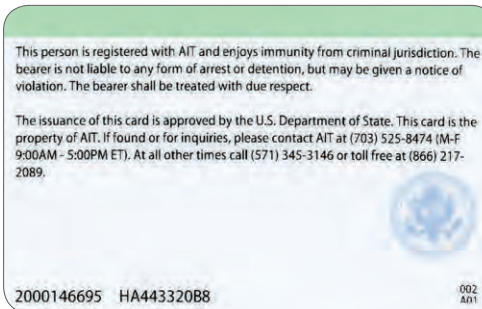 This person is registered with AIT and enjoys immunity from criminal jurisdiction. The
bearer is not liable to any form of arrest or detention, but may be given a notice of
violation. The bearer shall be treated with due respect.
The issuance of this card is approved by the U.S. Department of State. This card is the
property of AIT. If found or for inquiries, please contact AIT at (703) 525-8474 (M-F
9:00AM - 5:00PM ET). At all other times call (571) 345-3146 or toll free at (866) 217-
2089.
2000146695 HA443320B8
002
A01